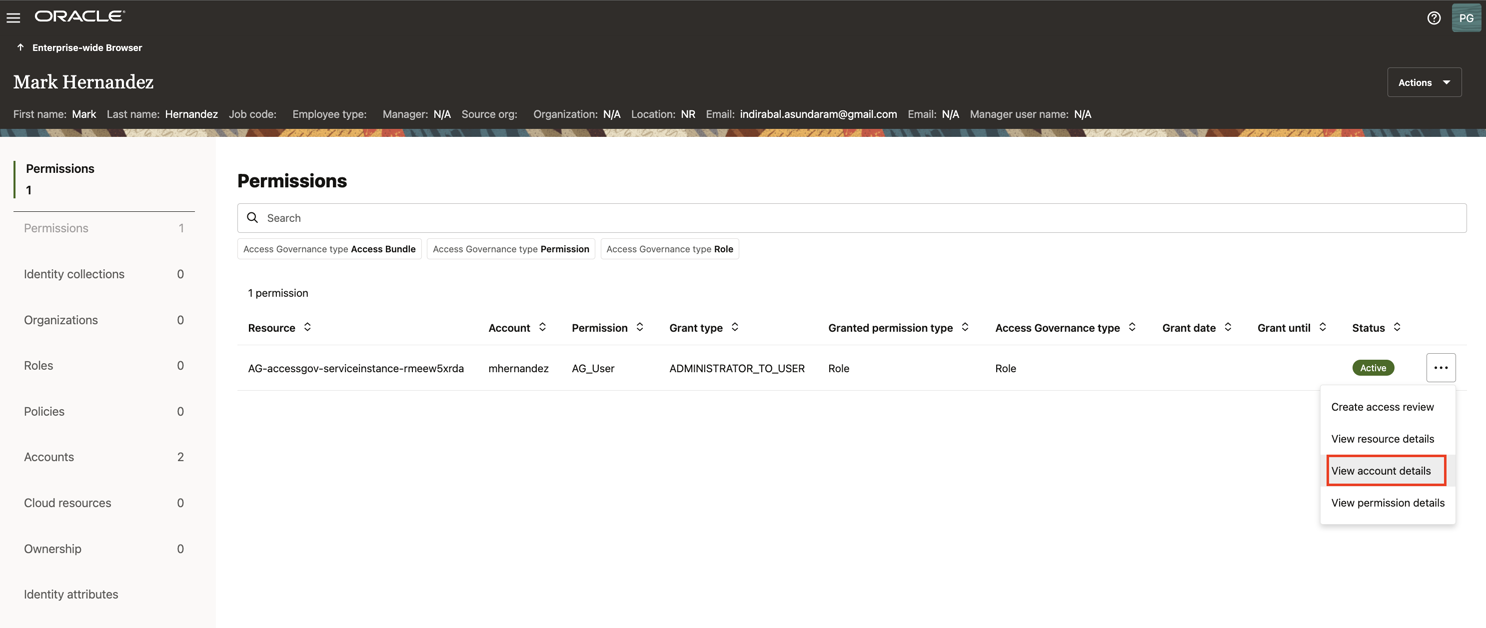 ORACLE
PG
Enterprise-wide Browser
Mark Hernandez
Actions
First name: Mark Last name: Hernandez Job code: Employee type: Manager: N/A Source org: Organization: N/A Location: NR Email: indirabal.asundaram@gmail.com Email: N/A Manager user name: N/A
Permissions
1
Permissions 1
Identity collections 0
Organizations 0
Roles 0
Policies 0
Accounts 2
Cloud resources 0
Ownership 0
Identity attributes
Permissions
Search
Access Governance type Access Bundle Access Governance type Permission Access Governance type Role
1 permission
Resource Account Permission Grant type Granted permission type Access Governance type Grant date Grant until Status
AG-accessgov-serviceinstance-rmeew5xrda mhernandez AG_User ADMINISTRATOR_TO_USER Role Role Active
Create access review
View resource details
View account details
View permission details